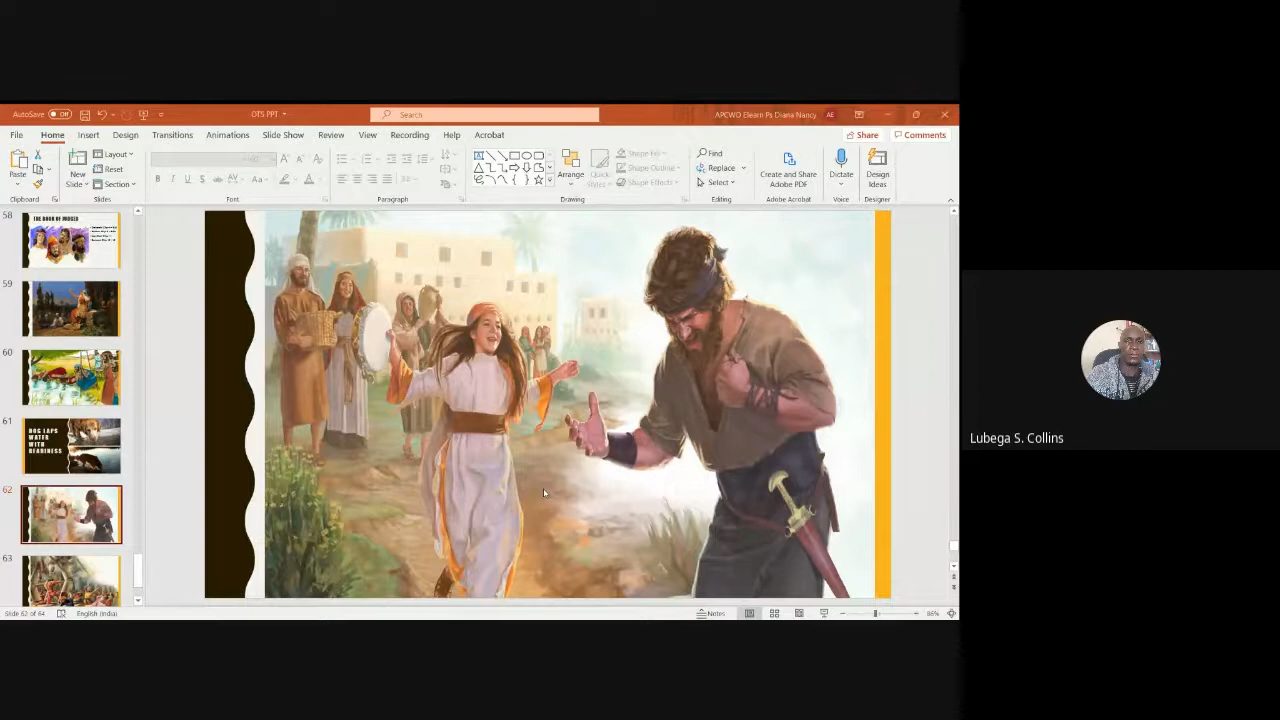 AutoSave Off
OTS PPT
Search
APCWO Elearn Ps Diana Nancy
AE
File Home Insert Design Transitions Animations Slide Show Review View Recording Help Acrobat
Share Comments
Paste
New Slide
Layout
Reset
Section
Shape Fill
Shape Outline
Shape Effects
Arrange
Quick Styles
Find
Replace
Select
Create and Share Adobe PDF
Dictate
Design Ideas
Clipboard Slides Font Paragraph Drawing Editing Adobe Acrobat Voice Designer
58
THE BOOK OF JUDGES
59
60
61
DOG LAPS
WATER
WITH
READINESS
62
63
Lubega S. Collins
Slide 62 of 64
English (India)
Notes
86%